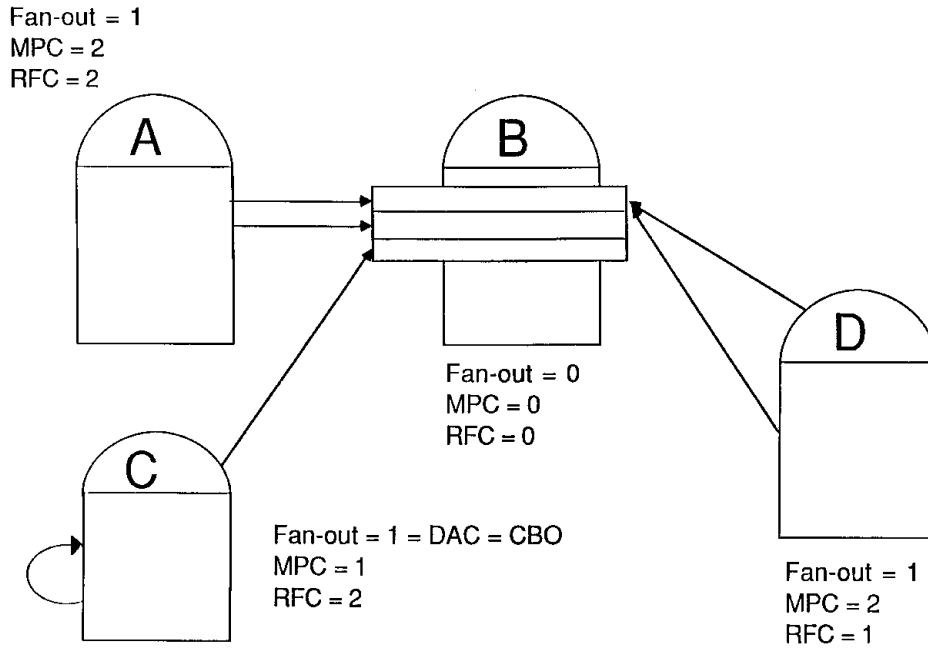 Fan-out = 1
MPC = 2
RFC = 2
A
B
D
Fan-out = 0
MPC = 0
RFC = 0
C
Fan-out = 1 = DAC = CBO
MPC = 1
RFC = 2
Fan-out = 1
MPC = 2
RFC = 1